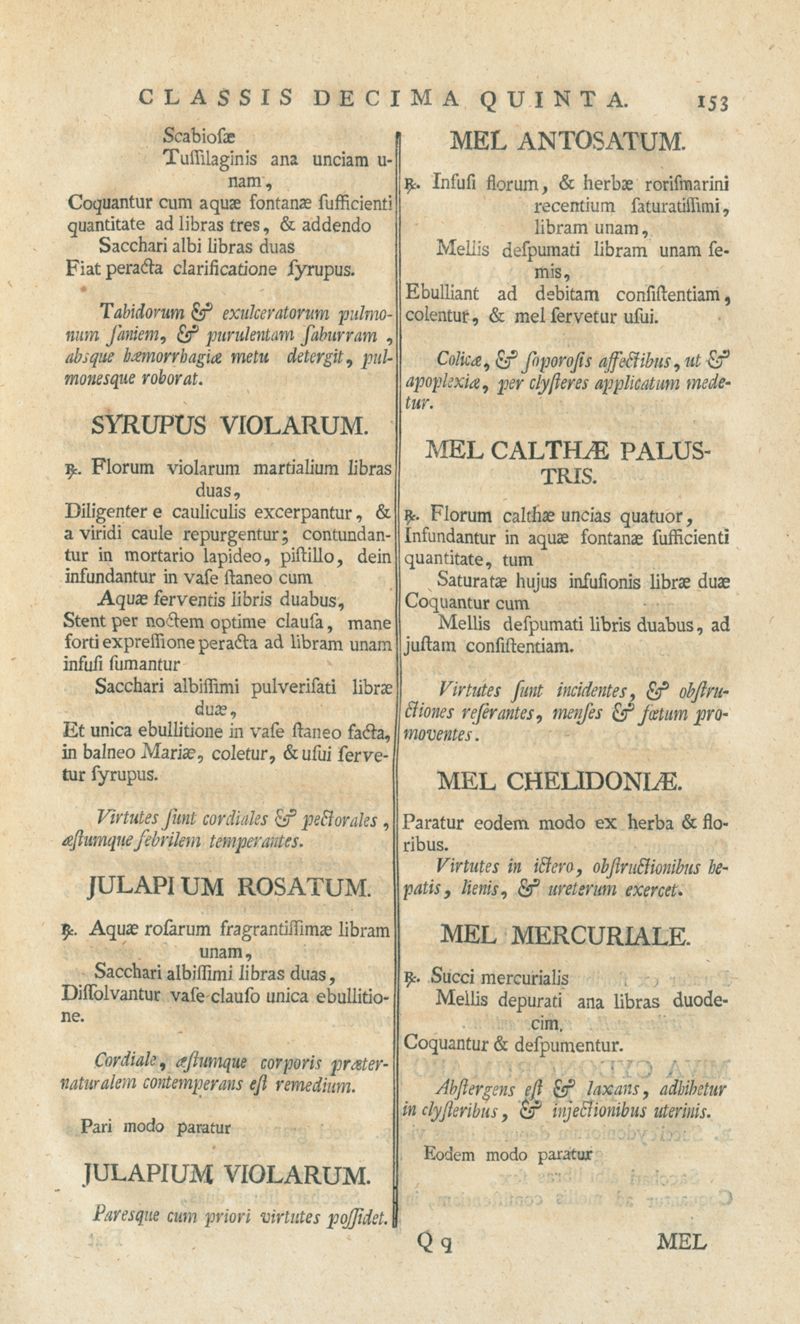 CLASSIS DECIMA QUINTA. 153
Scabioſæ
Tuſſilaginis ana unciam u-
nam,
Coquantur cum aquæ fontanæ ſufficienti
quantitate ad libras tres, & addendo
Sacchari albi libras duas
Fiat peracta clarificatione ſyrupus.
Tabidorum & exulceratorum pulmo-
num ſaniem, & purulentam ſaburram ,
absque hæmorrhagiæ metu detergit, pul-
monesque roborat.
SYRUPUS VIOLARUM.
℞. Florum violarum martialium libras
duas,
Diligenter e cauliculis excerpantur, &
a viridi caule repurgentur; contundan-
tur in mortario lapideo, piſtillo, dein
infundantur in vaſe ſtaneo cum
Aquæ ferventis libris duabus,
Stent per noctem optime clauſa, mane
forti expreſſione peracta ad libram unam
infuſi ſumantur
Sacchari albiſſimi pulveriſati libræ
duæ,
Et unica ebullitione in vaſe ſtaneo facta,
in balneo Mariæ, coletur, & uſui ſerve-
tur ſyrupus.
Virtutes ſunt cordiales & pectorales ,
æſtumque febrilem temperantes.
JULAPIUM ROSATUM.
℞. Aquæ roſarum fragrantiſſimæ libram
unam,
Sacchari albiſſimi libras duas,
Diſſolvantur vaſe clauſo unica ebullitio-
ne.
Cordiale, æſtumque corporis præter-
naturalem contemperans eſt remedium.
Pari modo paratur
JULAPIUM VIOLARUM.
Paresque cum priori virtutes poſſidet.
MEL ANTOSATUM.
℞. Infuſi florum, & herbæ roriſmarini
recentium ſaturatiſſimi,
libram unam,
Mellis deſpumati libram unam ſe-
mis,
Ebulliant ad debitam conſiſtentiam,
colentur, & mel ſervetur uſui.
Colicæ, & ſoporoſis affectibus, ut &
apoplexiæ, per clyſteres applicatum mede-
tur.
MEL CALTHÆ PALUS-
TRIS.
℞. Florum calthæ uncias quatuor,
Infundantur in aquæ fontanæ ſufficienti
quantitate, tum
Saturatæ hujus infuſionis libræ duæ
Coquantur cum
Mellis deſpumati libris duabus, ad
juſtam conſiſtentiam.
Virtutes ſunt incidentes, & obſtru-
ctiones reſerantes, menſes & fœtum pro-
moventes.
MEL CHELIDONIÆ.
Paratur eodem modo ex herba & flo-
ribus.
Virtutes in ictero, obſtructionibus he-
patis, lienis, & ureterum exercet.
MEL MERCURIALE.
℞. Succi mercurialis
Mellis depurati ana libras duode-
cim,
Coquantur & deſpumentur.
Abſtergens eſt & laxans, adhibetur
in clyſteribus, & injectionibus uterinis.
Eodem modo paratur
Qq MEL